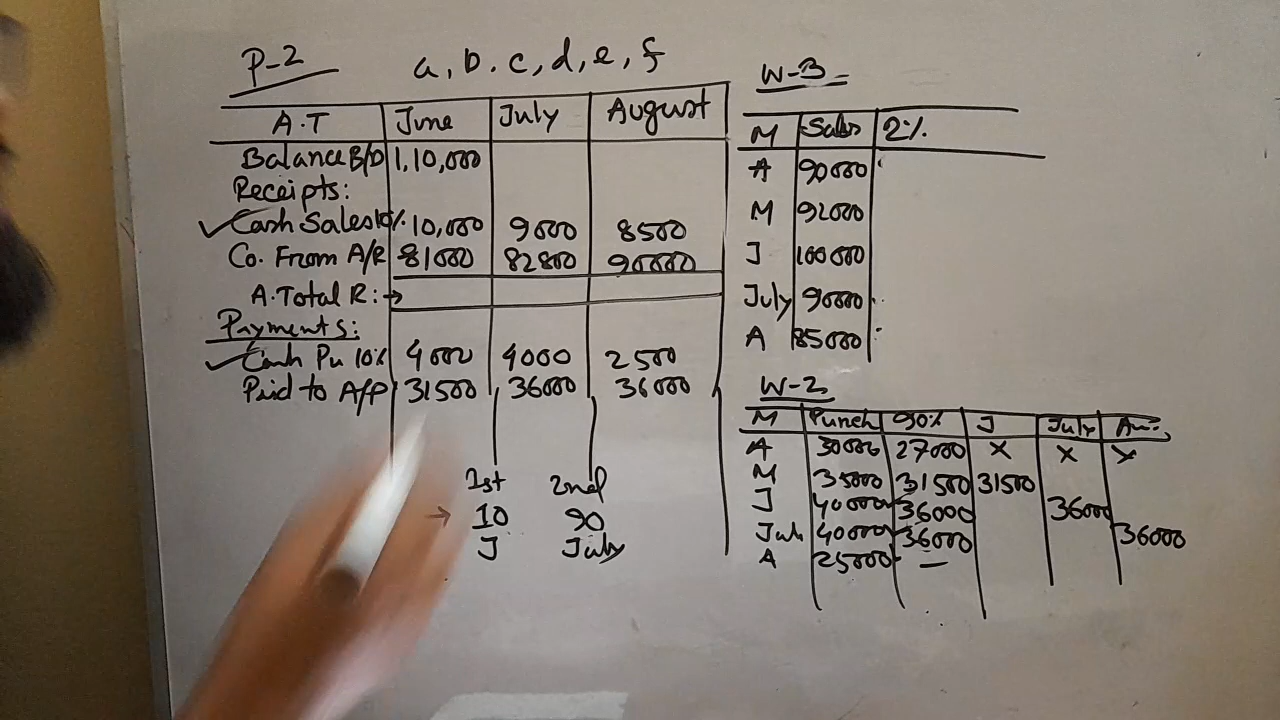 P-2 a, b. c, d, e, f
A.T June July August
Balance B/D 1,10,000
Receipts:
✓ Cash Sales 10% 10,000 9000 8500
Co. From A/R 81000 82800 90000
A. Total R: →
Payments:
✓ Cash Pu 10% 4000 4000 2500
Paid to A/P 31500 36000 36000
1st 2nd
→ 10 90
J July
W-3 =
M Sales 2%
A 90000
M 92000
J 100000
July 90000
A 85000
W-2
M Purch 90% J July Au.
A 30000 27000 x x x
M 35000 31500 31500
J 40000 36000 36000
July 40000 36000 36000
A 25000 —